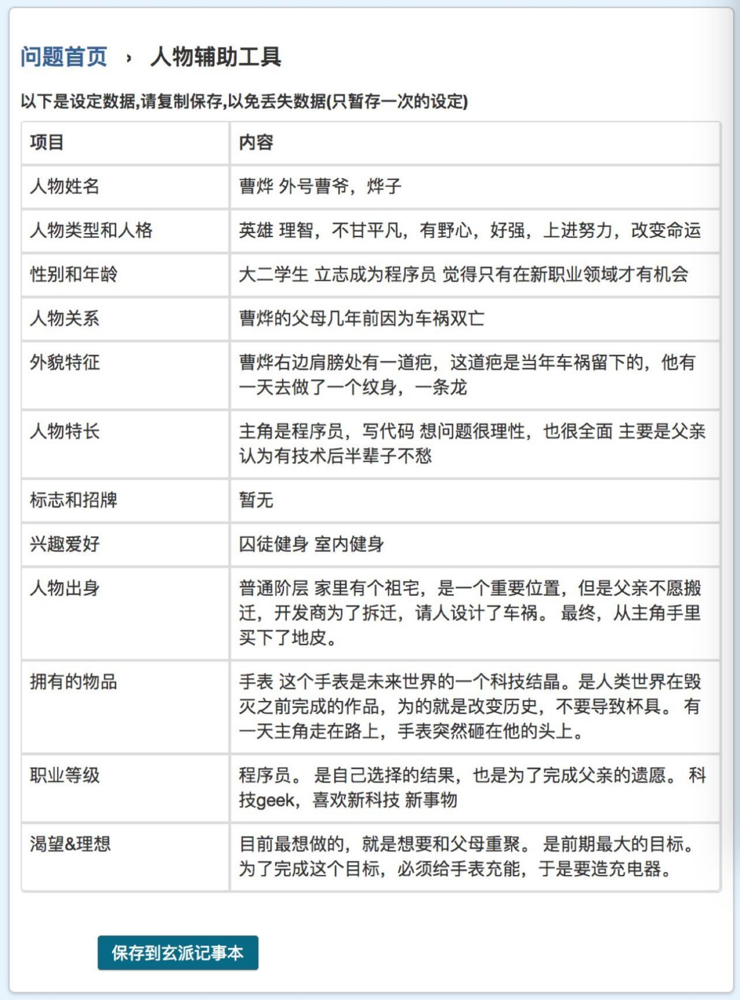 问题首页 › 人物辅助工具
以下是设定数据,请复制保存,以免丢失数据(只暂存一次的设定)
项目 内容
人物姓名 曹烨 外号曹爷，烨子
人物类型和人格 英雄 理智，不甘平凡，有野心，好强，上进努力，改变命运
性别和年龄 大二学生 立志成为程序员 觉得只有在新职业领域才有机会
人物关系 曹烨的父母几年前因为车祸双亡
外貌特征 曹烨右边肩膀处有一道疤，这道疤是当年车祸留下的，他有
一天去做了一个纹身，一条龙
人物特长 主角是程序员，写代码 想问题很理性，也很全面 主要是父亲
认为有技术后半辈子不愁
标志和招牌 暂无
兴趣爱好 囚徒健身 室内健身
人物出身 普通阶层 家里有个祖宅，是一个重要位置，但是父亲不愿搬
迁，开发商为了拆迁，请人设计了车祸。 最终，从主角手里
买下了地皮。
拥有的物品 手表 这个手表是未来世界的一个科技结晶。是人类世界在毁
灭之前完成的作品，为的就是改变历史，不要导致杯具。 有
一天主角走在路上，手表突然砸在他的头上。
职业等级 程序员。 是自己选择的结果，也是为了完成父亲的遗愿。 科
技geek，喜欢新科技 新事物
渴望&理想 目前最想做的，就是想要和父母重聚。 是前期最大的目标。
为了完成这个目标，必须给手表充能，于是要造充电器。
保存到玄派记事本